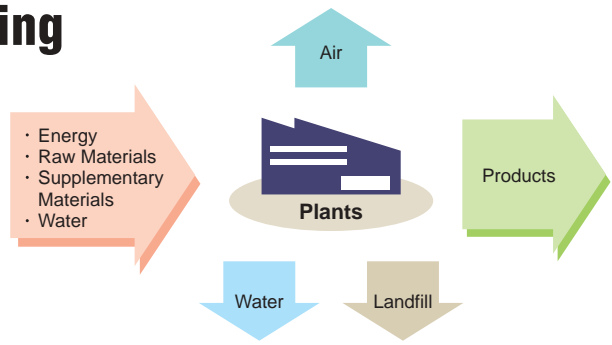 ing
Air
・Energy
・Raw Materials
・Supplementary
Materials
・Water
Plants
Products
Water
Landfill